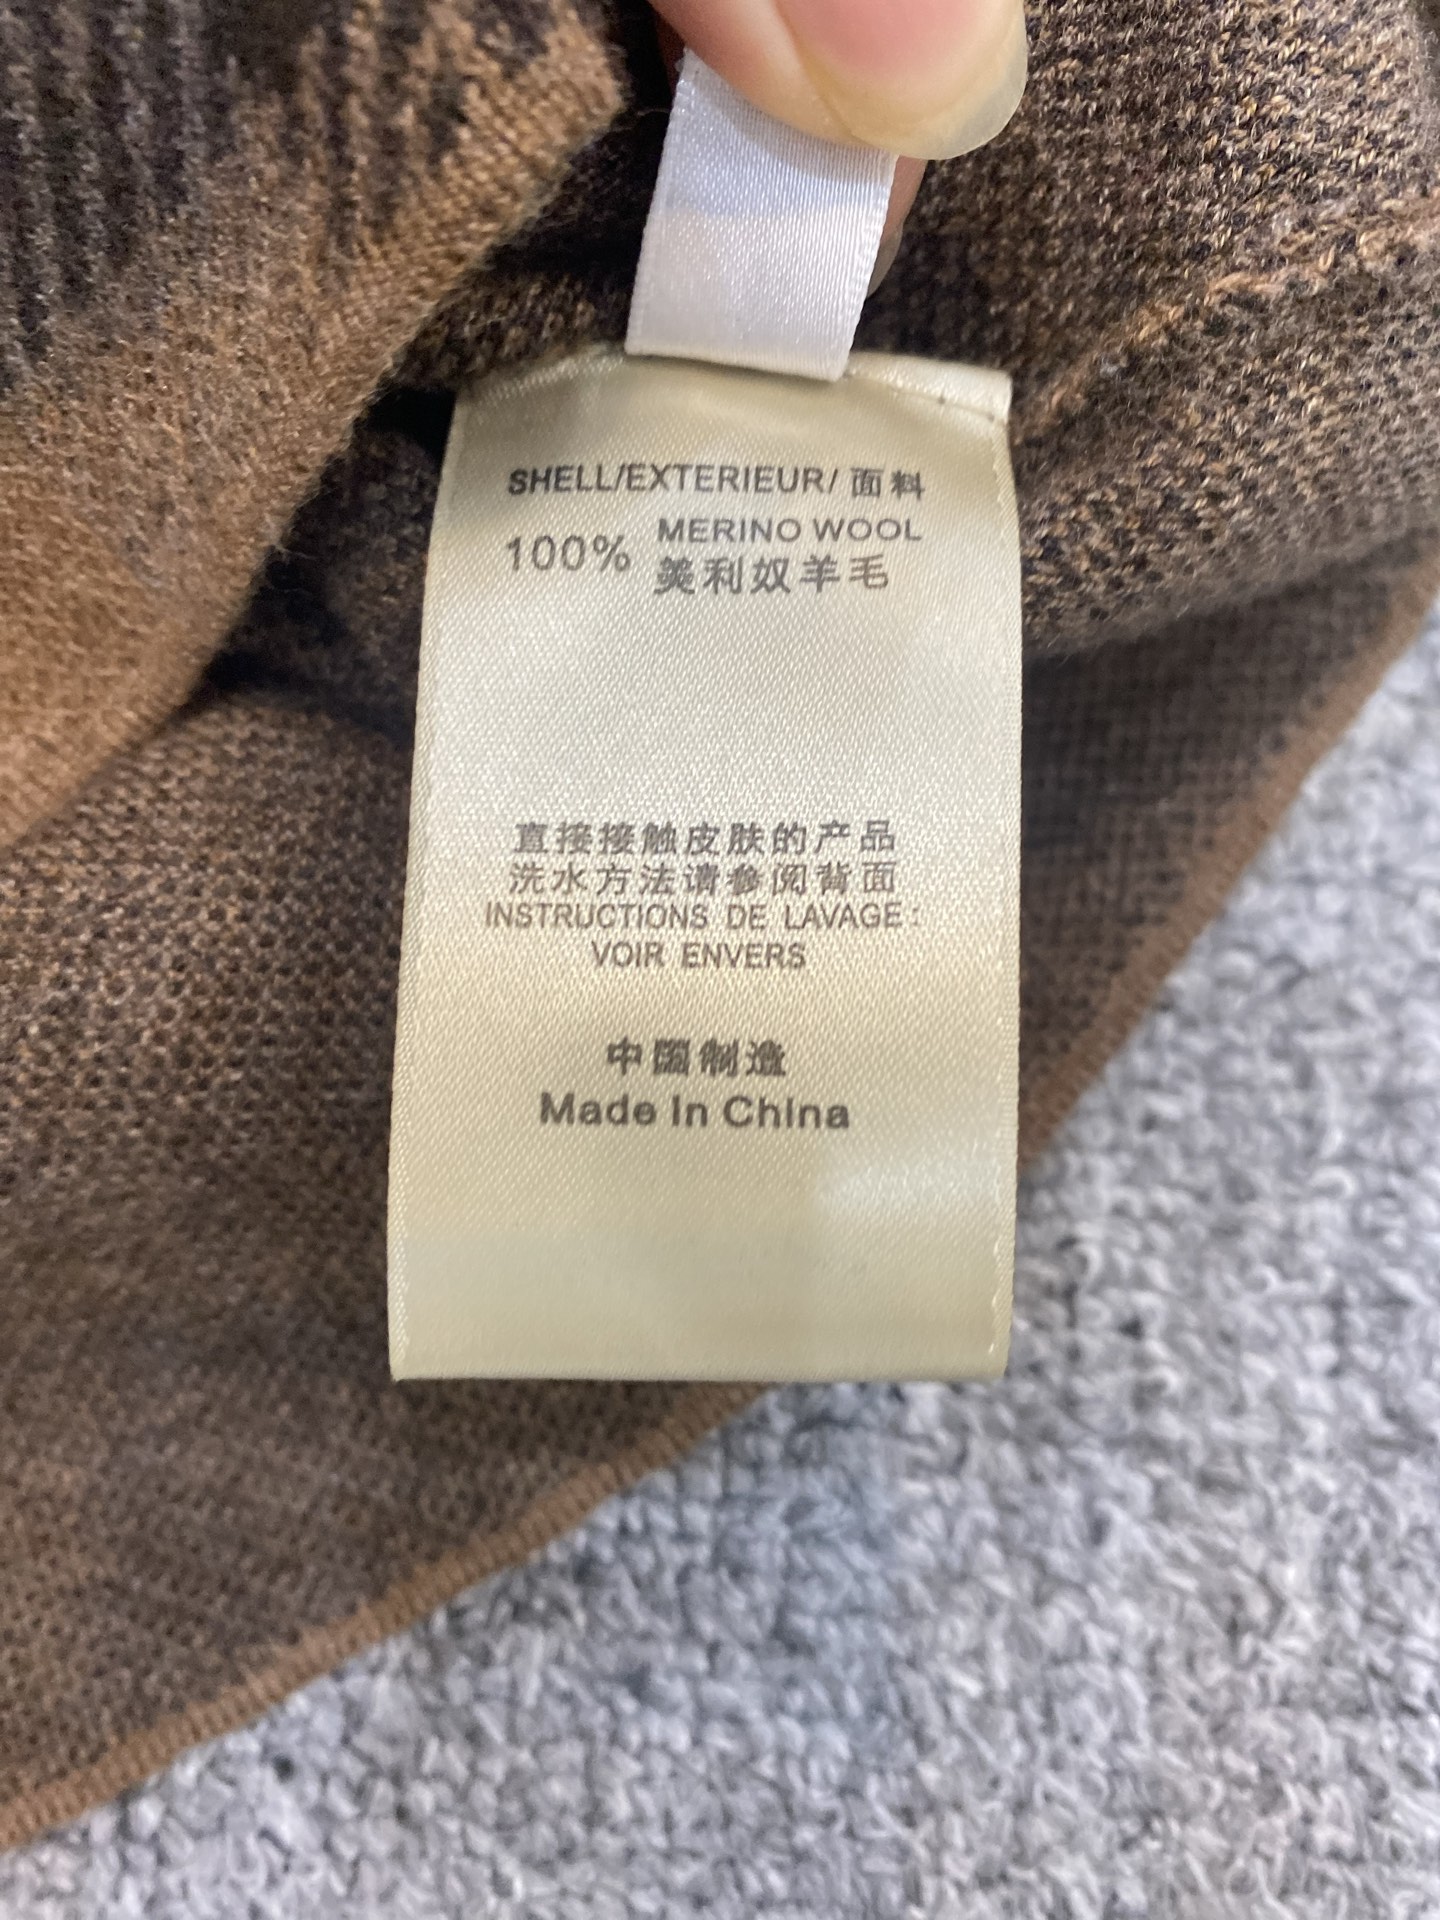 SHELL/EXTERIEUR/ 面料
100% MERINO WOOL
美利奴羊毛
直接接触皮肤的产品
洗水方法请参阅背面
INSTRUCTIONS DE LAVAGE:
VOIR ENVERS
中国制造
Made In China